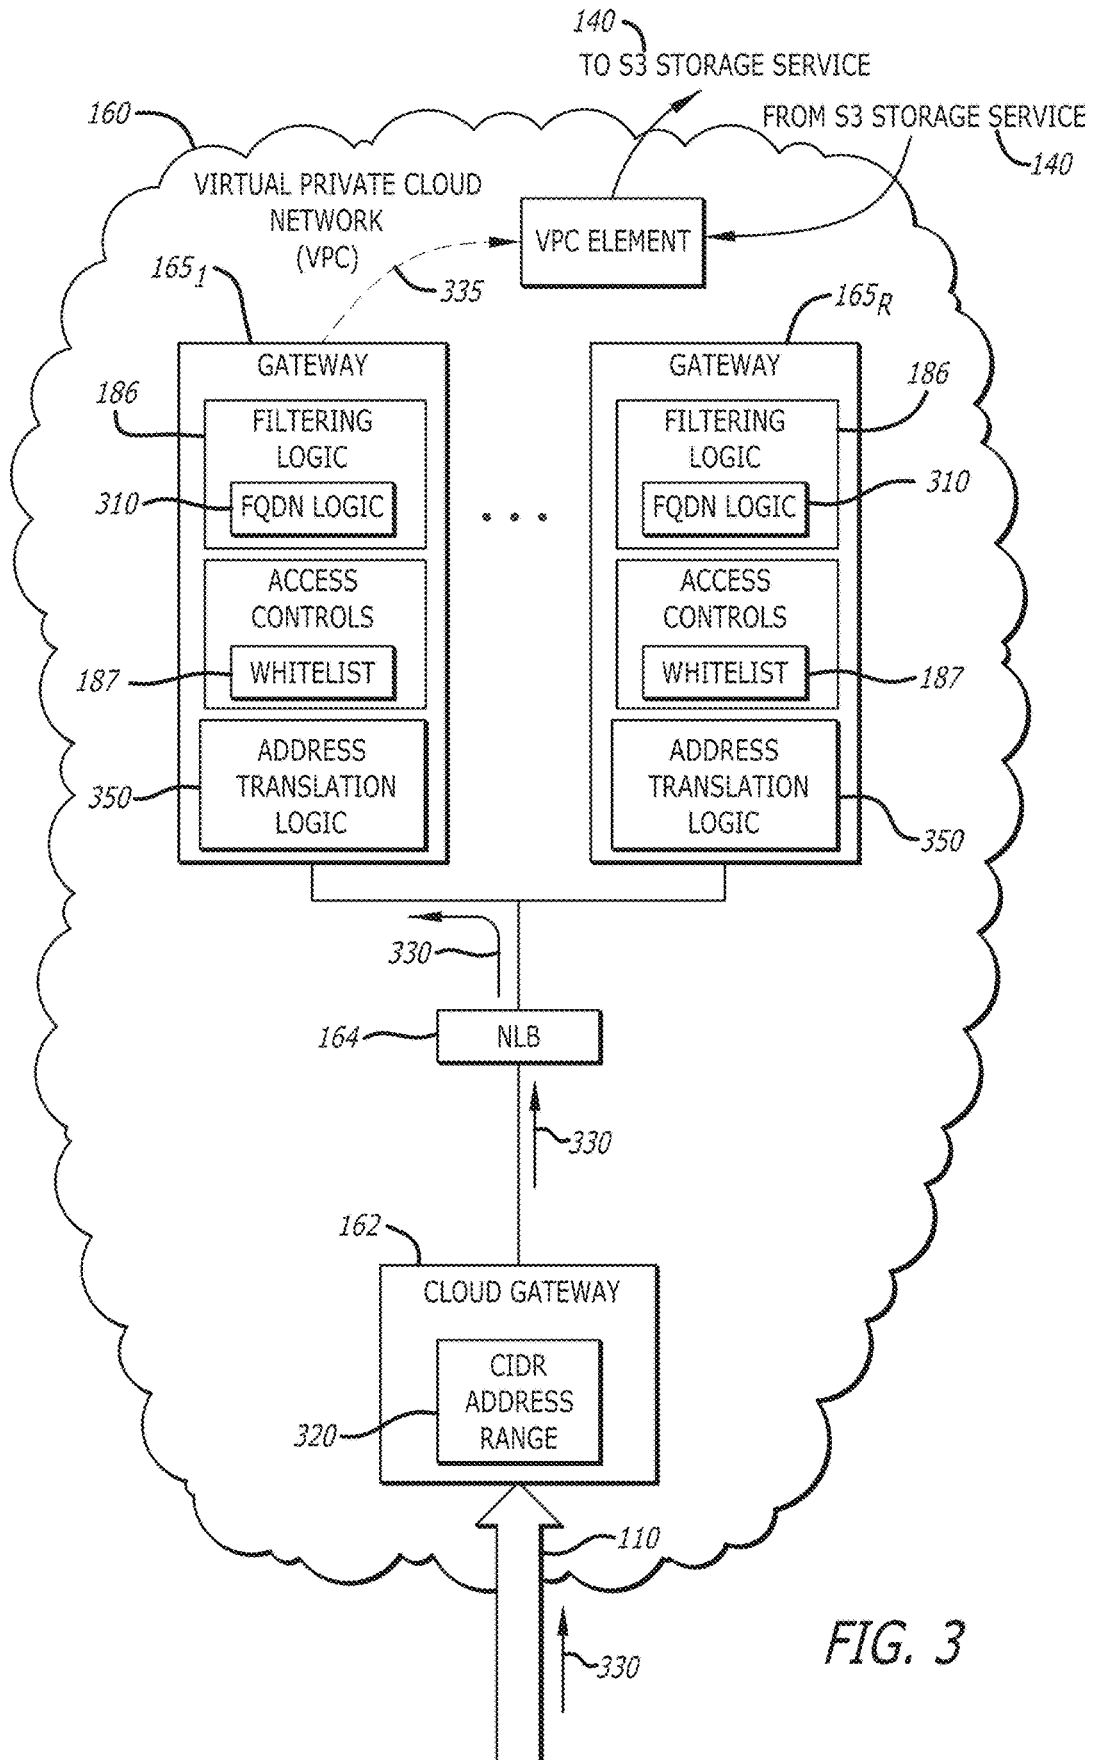 140
TO S3 STORAGE SERVICE
160
FROM S3 STORAGE SERVICE
140
VIRTUAL PRIVATE CLOUD
NETWORK
(VPC)
VPC ELEMENT
165₁
335
165R
GATEWAY
GATEWAY
186
FILTERING
LOGIC
FILTERING
LOGIC
186
310
FQDN LOGIC
...
FQDN LOGIC
310
ACCESS
CONTROLS
ACCESS
CONTROLS
187
WHITELIST
WHITELIST
187
350
ADDRESS
TRANSLATION
LOGIC
ADDRESS
TRANSLATION
LOGIC
350
330
164
NLB
330
162
CLOUD GATEWAY
320
CIDR
ADDRESS
RANGE
110
330
FIG. 3